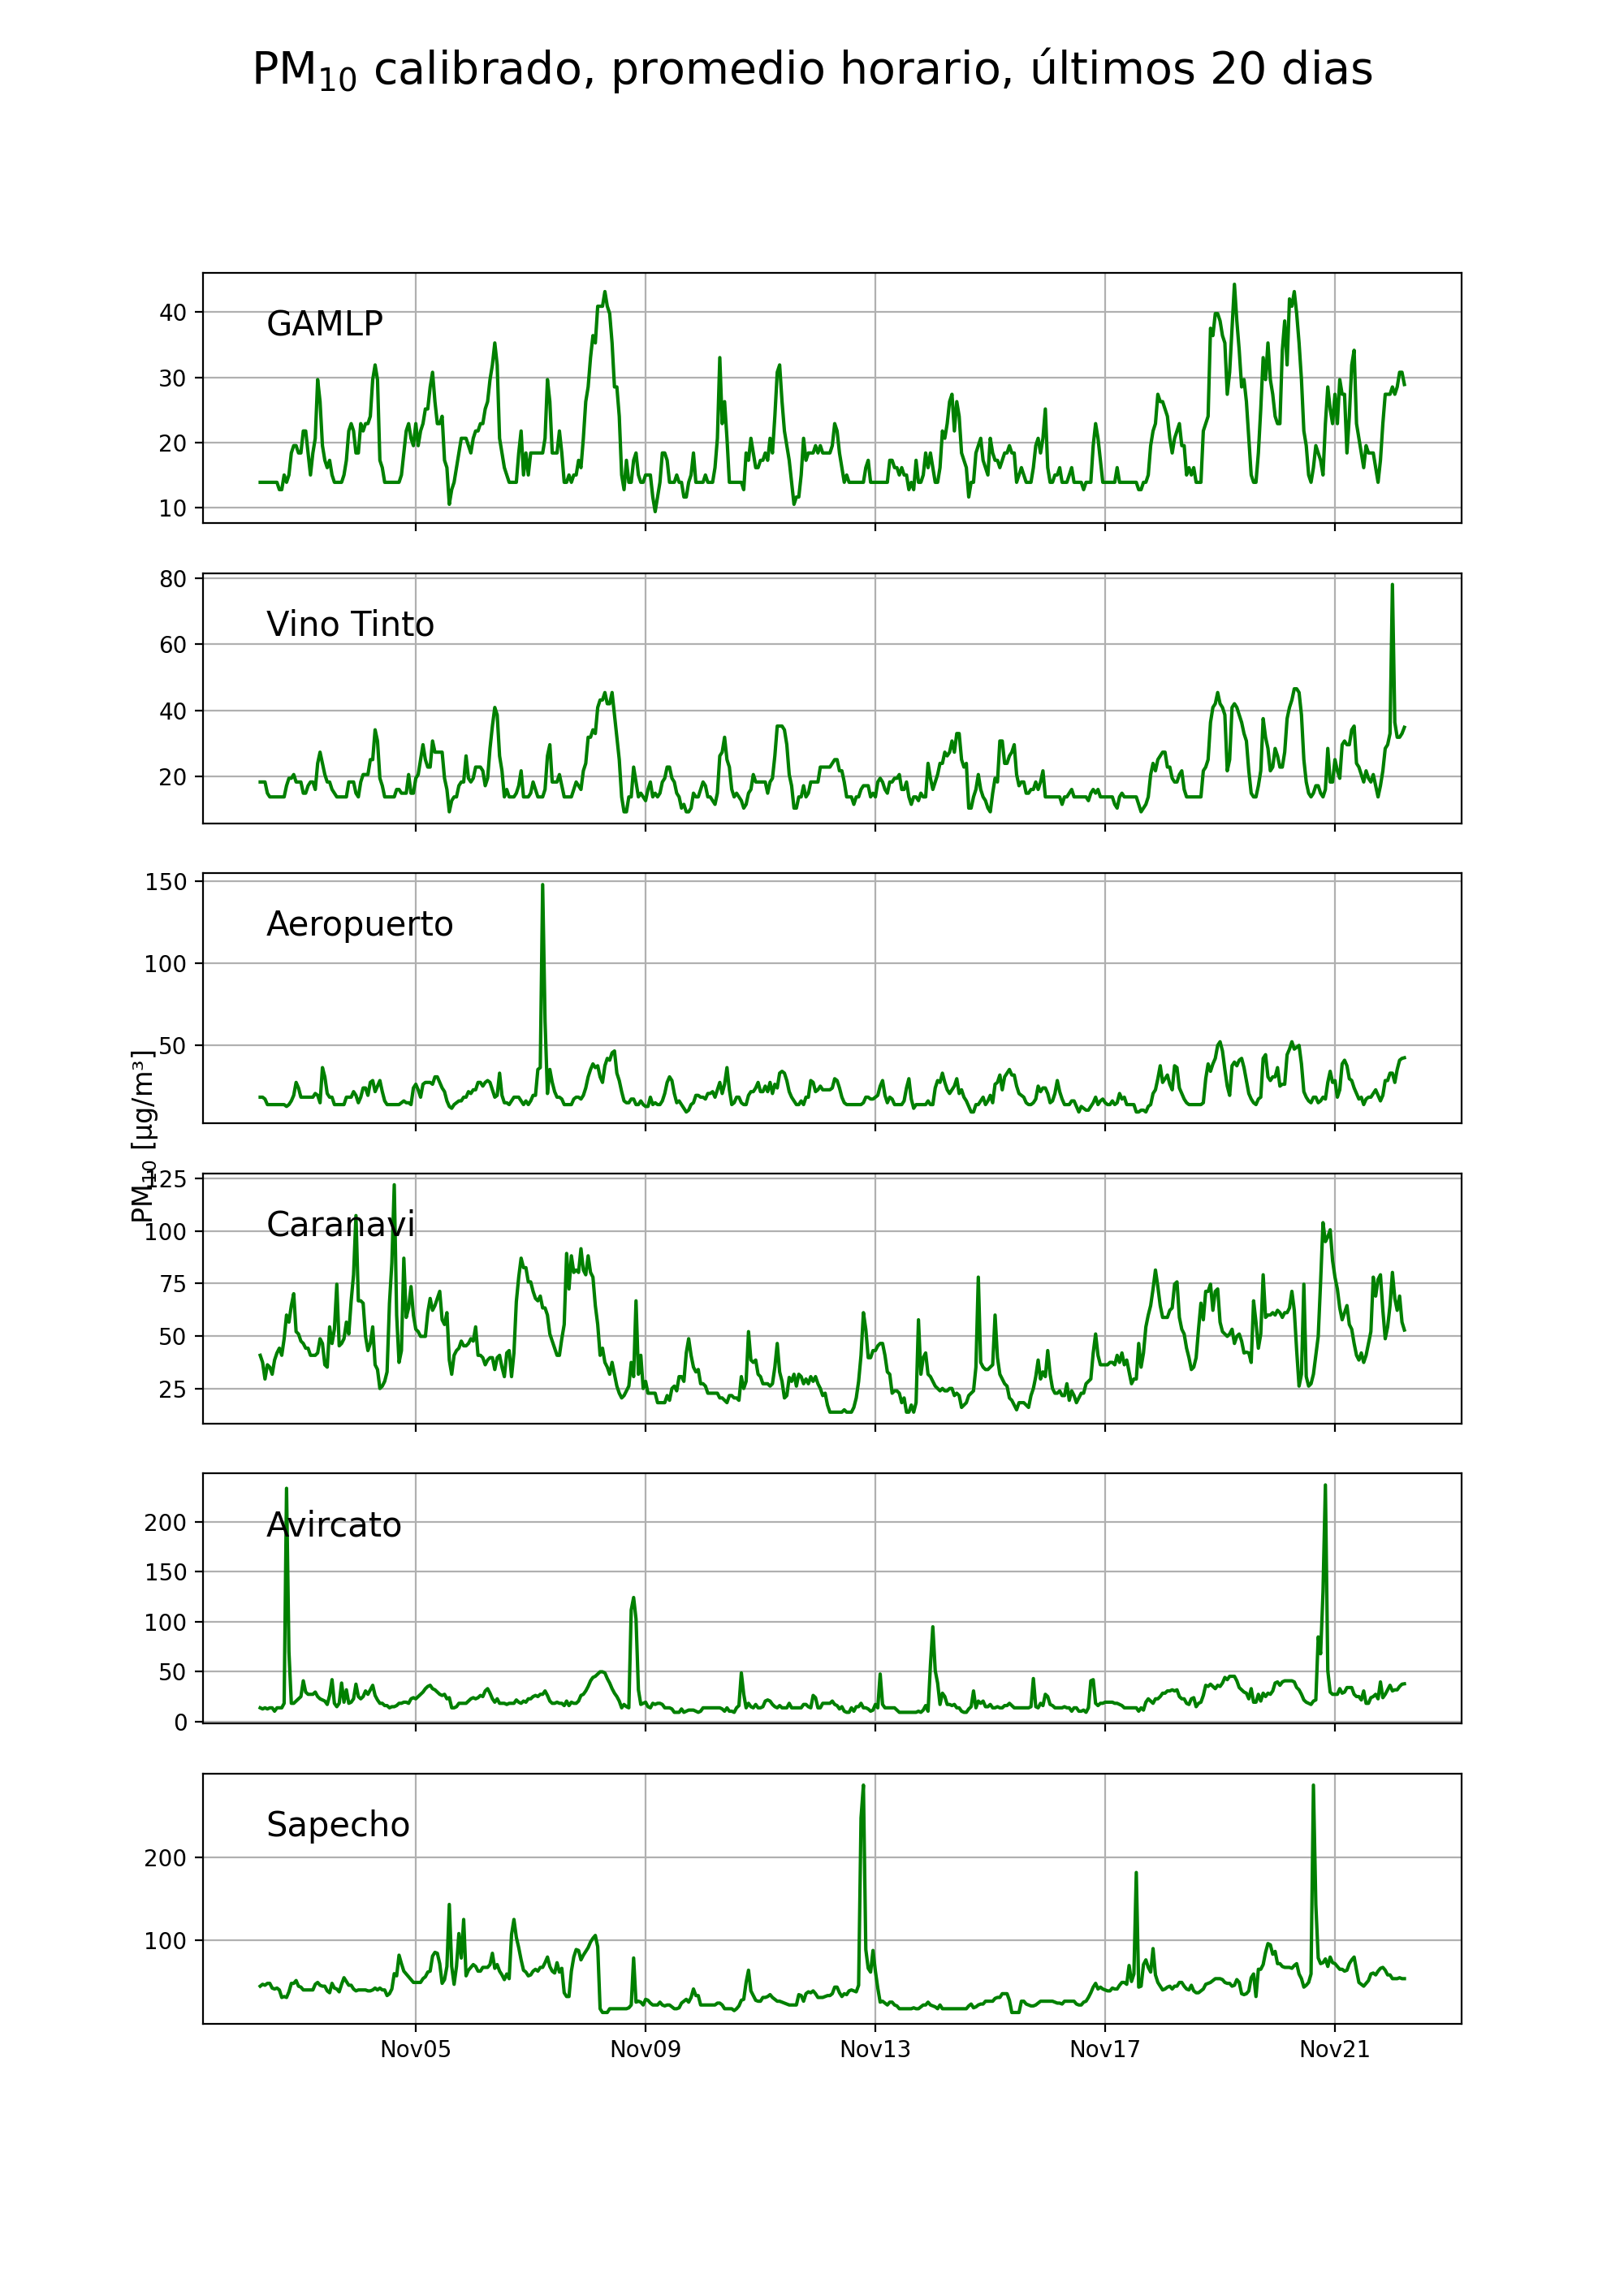 PM₁₀ calibrado, promedio horario, últimos 20 dias
GAMLP
40
30
20
10
Vino Tinto
80
60
40
20
Aeropuerto
150
100
50
PM₁₀ [µg/m³]
Caranavi
125
100
75
50
25
Avircato
200
150
100
50
0
Sapecho
200
100
Nov05 Nov09 Nov13 Nov17 Nov21